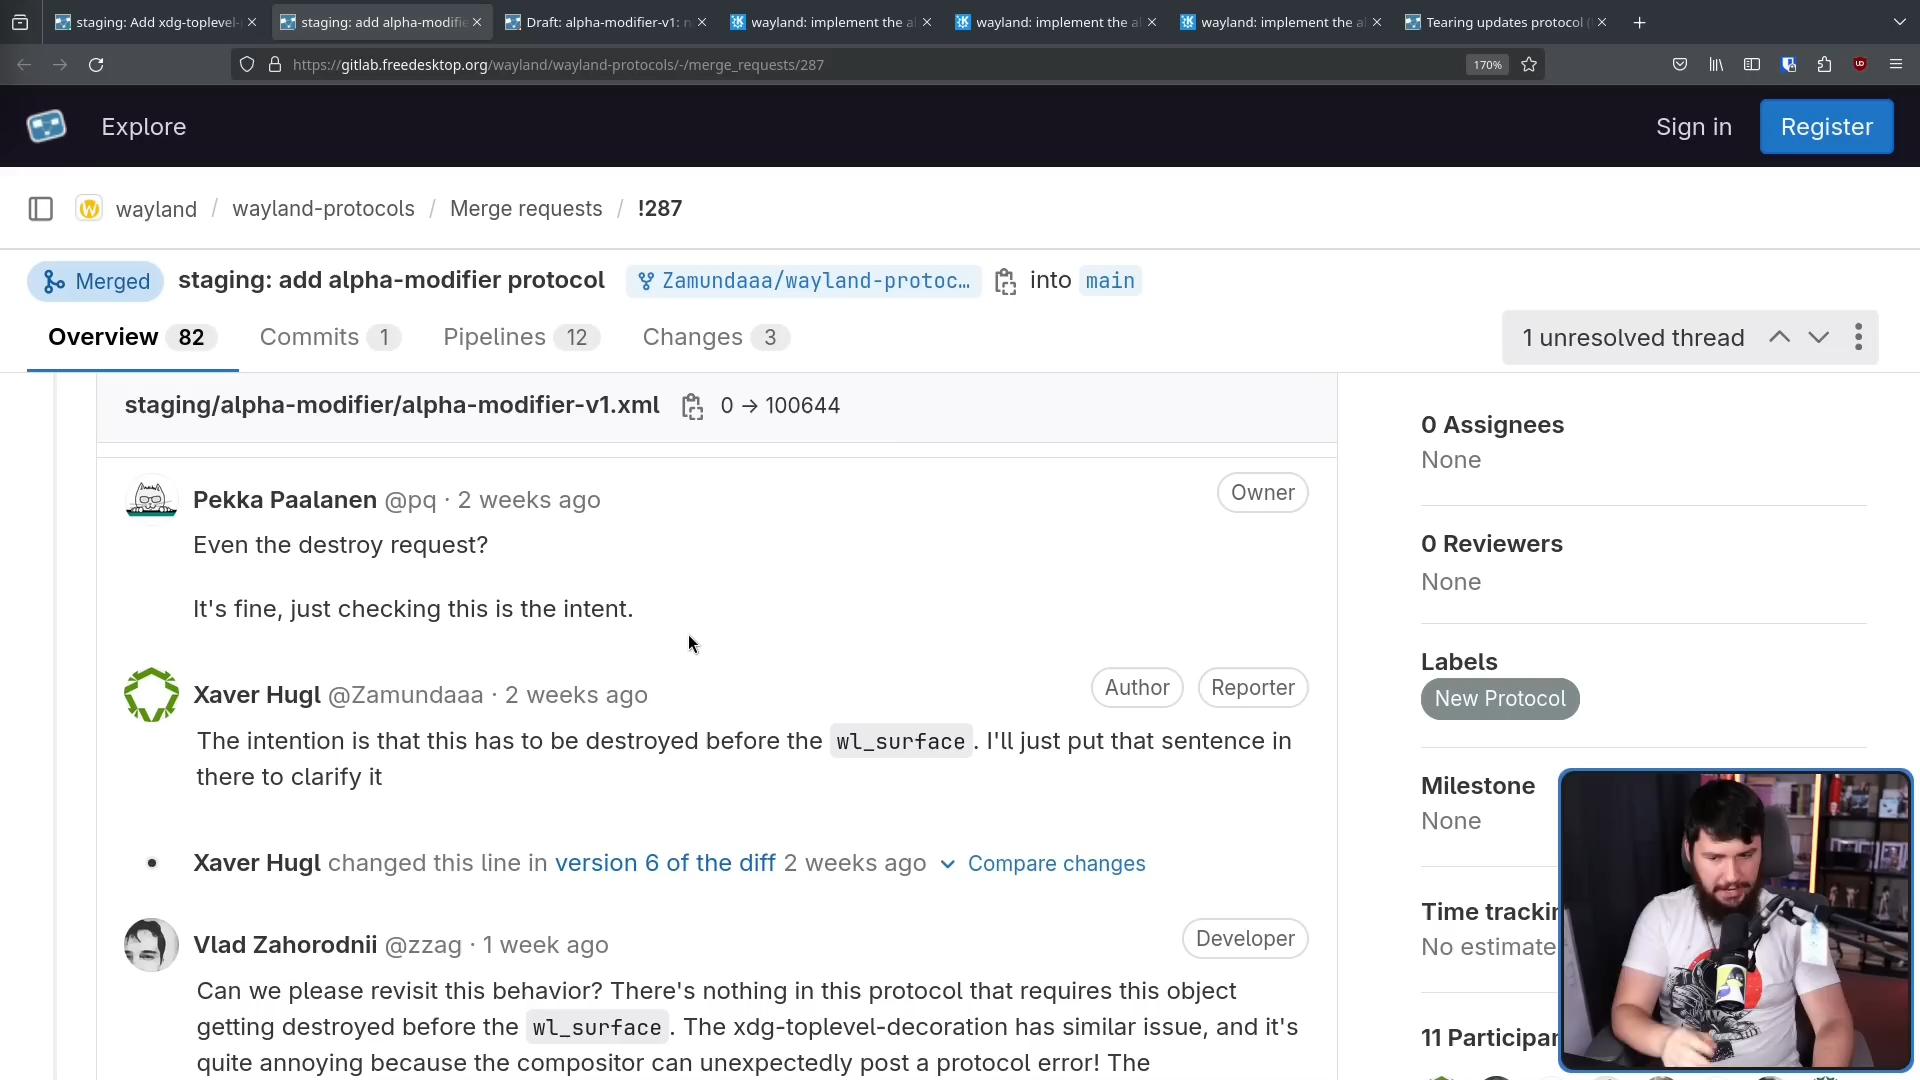 staging: Add xdg-toplevel-
staging: add alpha-modifie
Draft: alpha-modifier-v1: n
wayland: implement the al
wayland: implement the al
wayland: implement the al
Tearing updates protocol (
https://gitlab.freedesktop.org/wayland/wayland-protocols/-/merge_requests/287
170%
Explore
Sign in
Register
wayland / wayland-protocols / Merge requests / !287
Merged staging: add alpha-modifier protocol Zamundaaa/wayland-protoc… into main
Overview 82 Commits 1 Pipelines 12 Changes 3
1 unresolved thread
staging/alpha-modifier/alpha-modifier-v1.xml 0 → 100644
Pekka Paalanen @pq · 2 weeks ago
Owner
Even the destroy request?
It's fine, just checking this is the intent.
Xaver Hugl @Zamundaaa · 2 weeks ago
Author Reporter
The intention is that this has to be destroyed before the wl_surface. I'll just put that sentence in
there to clarify it
Xaver Hugl changed this line in version 6 of the diff 2 weeks ago Compare changes
Vlad Zahorodnii @zzag · 1 week ago
Developer
Can we please revisit this behavior? There's nothing in this protocol that requires this object
getting destroyed before the wl_surface. The xdg-toplevel-decoration has similar issue, and it's
quite annoying because the compositor can unexpectedly post a protocol error! The
0 Assignees
None
0 Reviewers
None
Labels
New Protocol
Milestone
None
Time trackin
No estimate
11 Participan